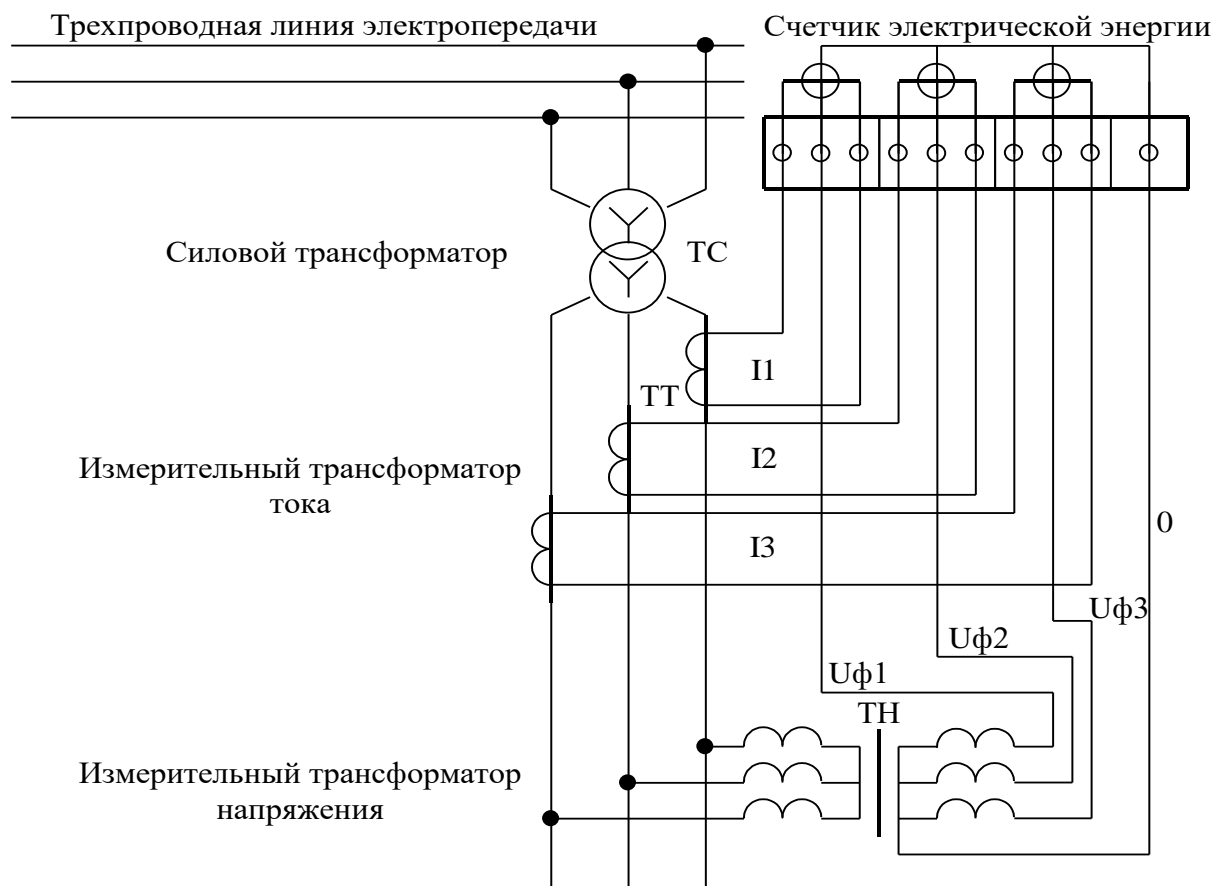 Трехпроводная линия электропередачи
Счетчик электрической энергии
Силовой трансформатор
ТС
I1
ТТ
I2
Измерительный трансформатор
тока
0
I3
Uф3
Uф2
Uф1
ТН
Измерительный трансформатор
напряжения